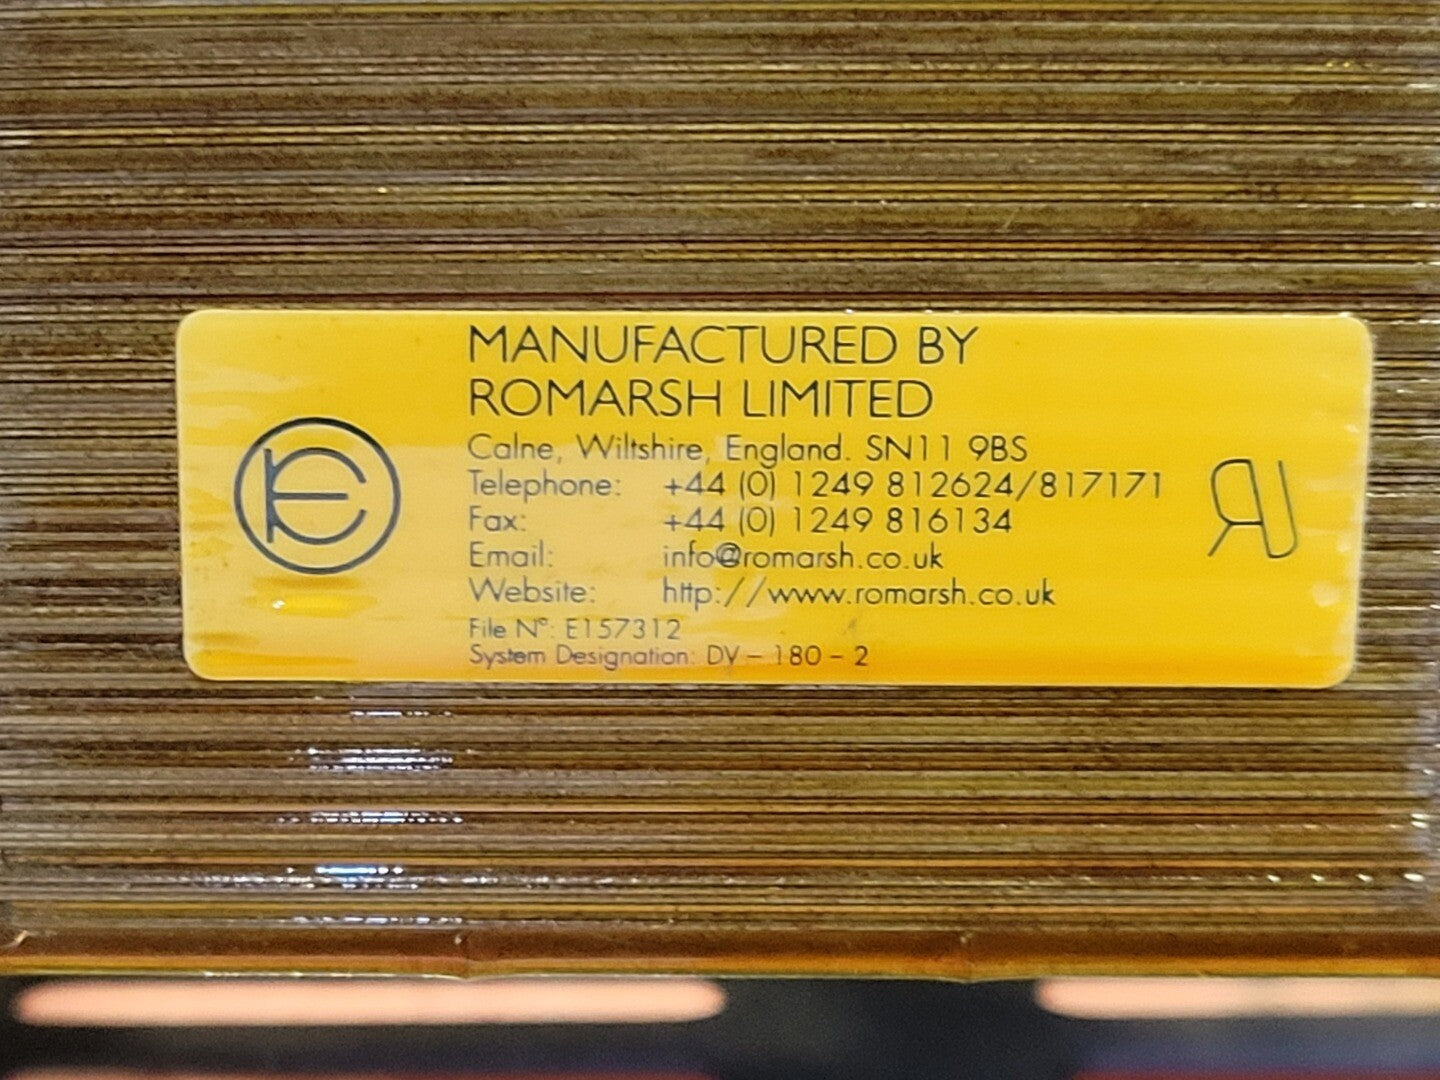 MANUFACTURED BY
ROMARSH LIMITED
Calne, Wiltshire, England. SN11 9BS
Telephone: +44 (0) 1249 812624/817171
Fax: +44 (0) 1249 816134
Email: info@romarsh.co.uk
Website: http://www.romarsh.co.uk
File Nº: E157312
System Designation: DV – 180 – 2